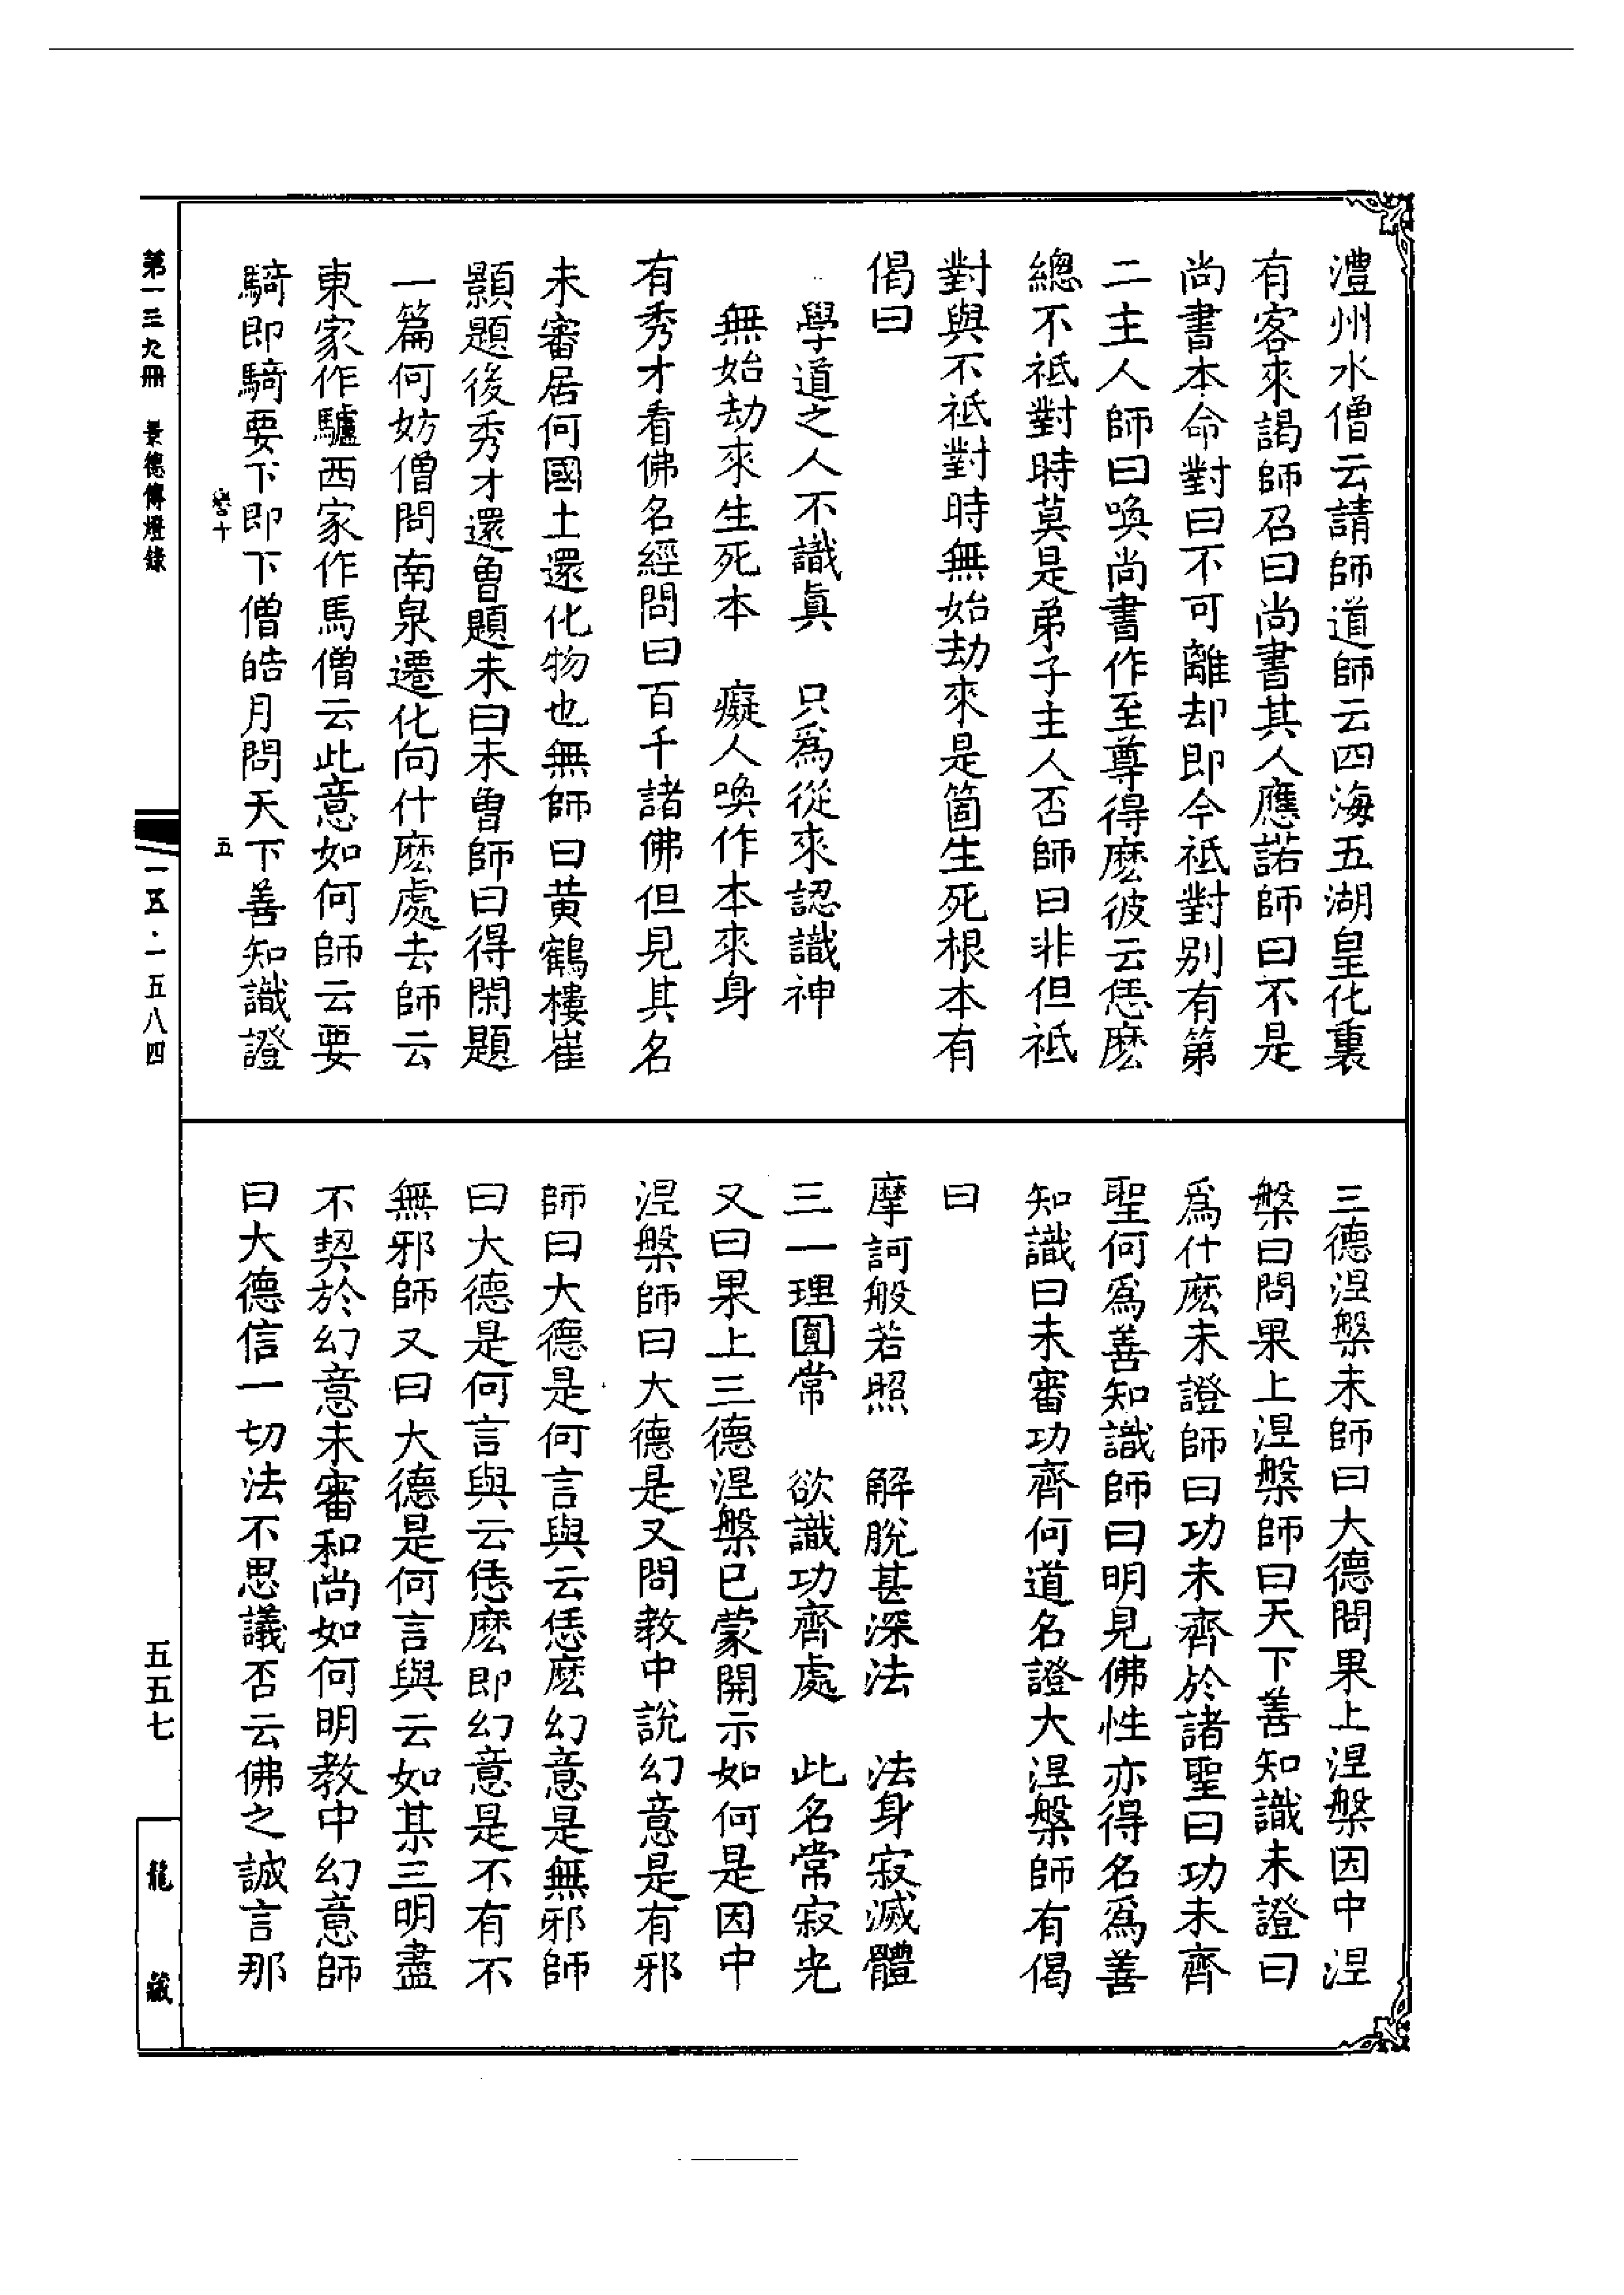 澧州水僧云請師道師云四海五湖皇化裏
有客來謁師召曰尚書其人應諾師曰不是
尚書本命對曰不可離却即今祗對別有第
二主人師曰喚尚書作至尊得麽彼云恁麽
總不祗對時莫是弟子主人否師曰非但祗
對與不祗對時無始劫來是箇生死根本有
偈曰
學道之人不識眞　只爲從來認識神
無始劫來生死本　癡人喚作本來身
有秀才看佛名經問曰百千諸佛但見其名
未審居何國土還化物也無師曰黄鶴樓崔
顥題後秀才還曾題未曰未曾師曰得閑題
一篇何妨僧問南泉遷化向什麽處去師云
東家作驢西家作馬僧云此意如何師云要
騎即騎要下即下僧皓月問天下善知識證
三德涅槃未師曰大德問果上涅槃因中涅
槃曰問果上涅槃師曰天下善知識未證曰
爲什麽未證師曰功未齊於諸聖曰功未齊
聖何爲善知識師曰明見佛性亦得名爲善
知識曰未審功齊何道名證大涅槃師有偈
曰
摩訶般若照　解脫甚深法　法身寂滅體
三一理圓常　欲識功齊處　此名常寂光
又曰果上三德涅槃已蒙開示如何是因中
涅槃師曰大德是又問教中說幻意是有邪
師曰大德是何言與云恁麽幻意是無邪師
曰大德是何言與云恁麽即幻意是不有不
無邪師又曰大德是何言與云如某三明盡
不契於幻意未審和尚如何明教中幻意師
曰大德信一切法不思議否云佛之誠言那
十　五
第一三九冊　景德傳燈錄
一五·一五八四
五五七
龍藏